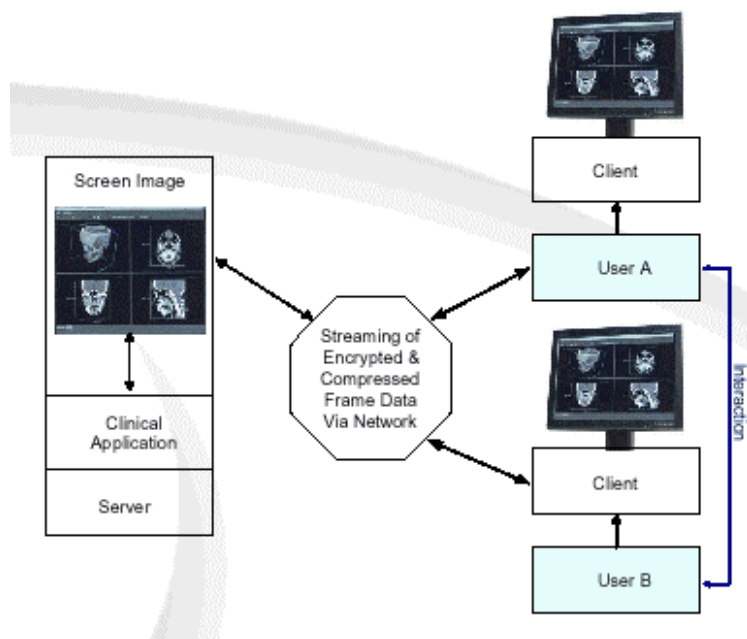 Screen Image
Clinical
Application
Server
Streaming of
Encrypted &
Compressed
Frame Data
Via Network
Client
User A
Client
User B
Interaction